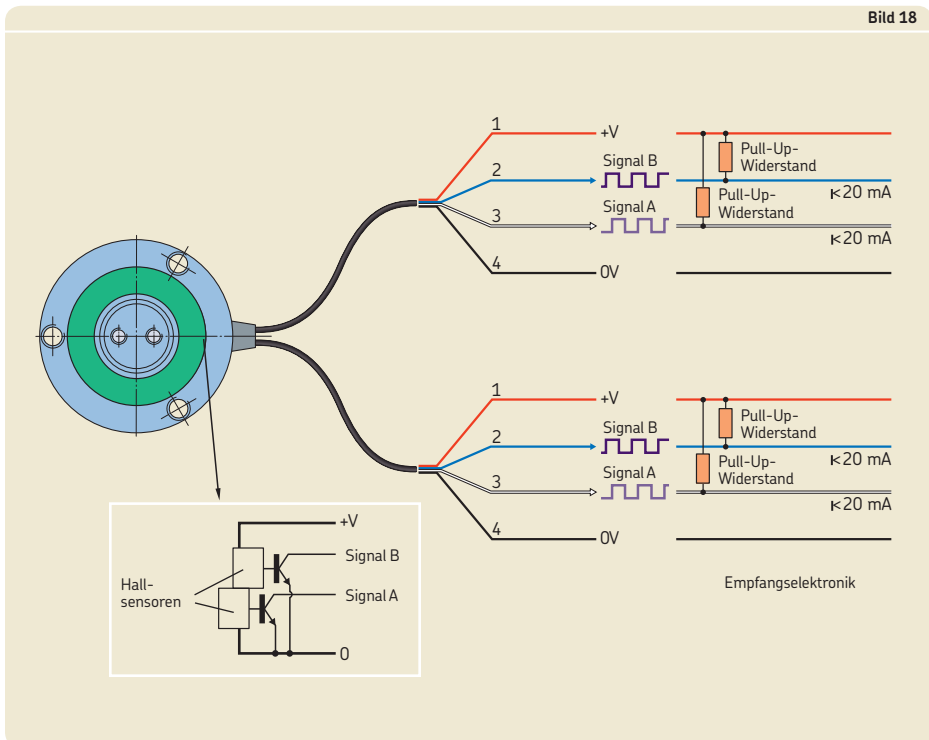 Bild 18
1
+V
Signal B
Pull-Up-
Widerstand
2
I<20 mA
Signal A
Pull-Up-
Widerstand
3
I<20 mA
4
0V
1
+V
Signal B
Pull-Up-
Widerstand
2
I<20 mA
Signal A
Pull-Up-
Widerstand
3
I<20 mA
4
0V
Empfangselektronik
+V
Signal B
Hall-
sensoren
Signal A
0